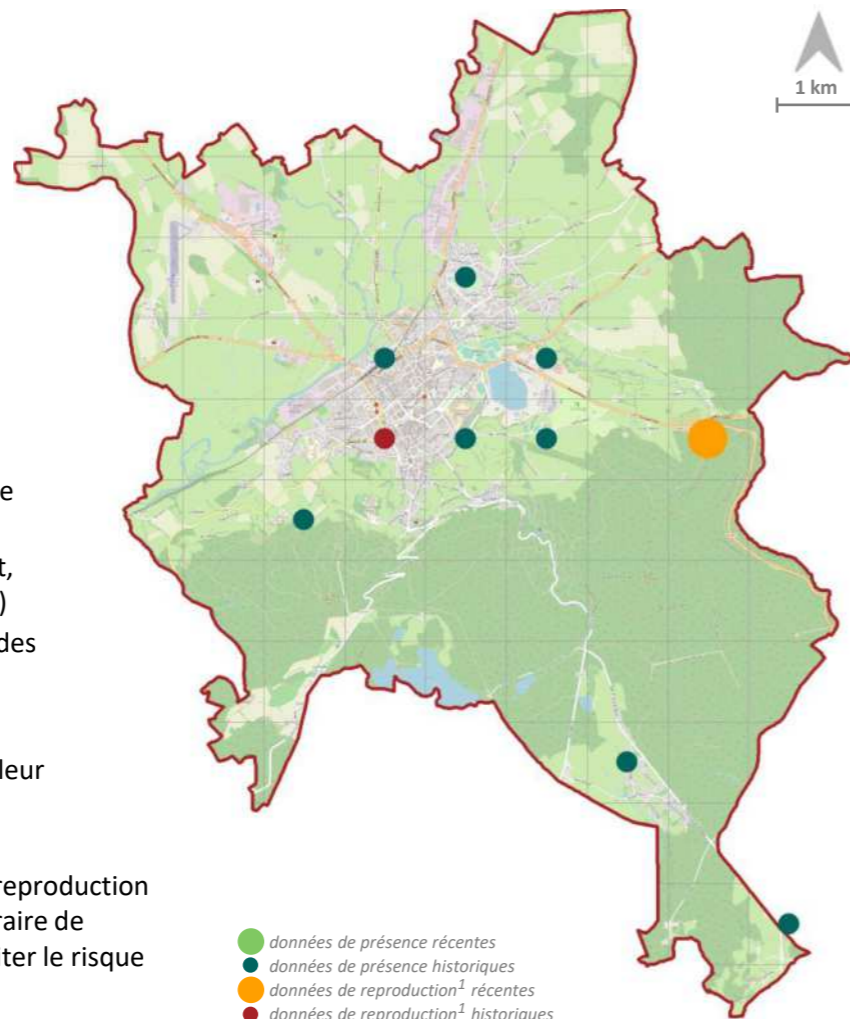 1 km
e
t,
)
des
leur
reproduction
raire de
iter le risque
données de présence récentes
données de présence historiques
données de reproduction¹ récentes
données de reproduction¹ historiques